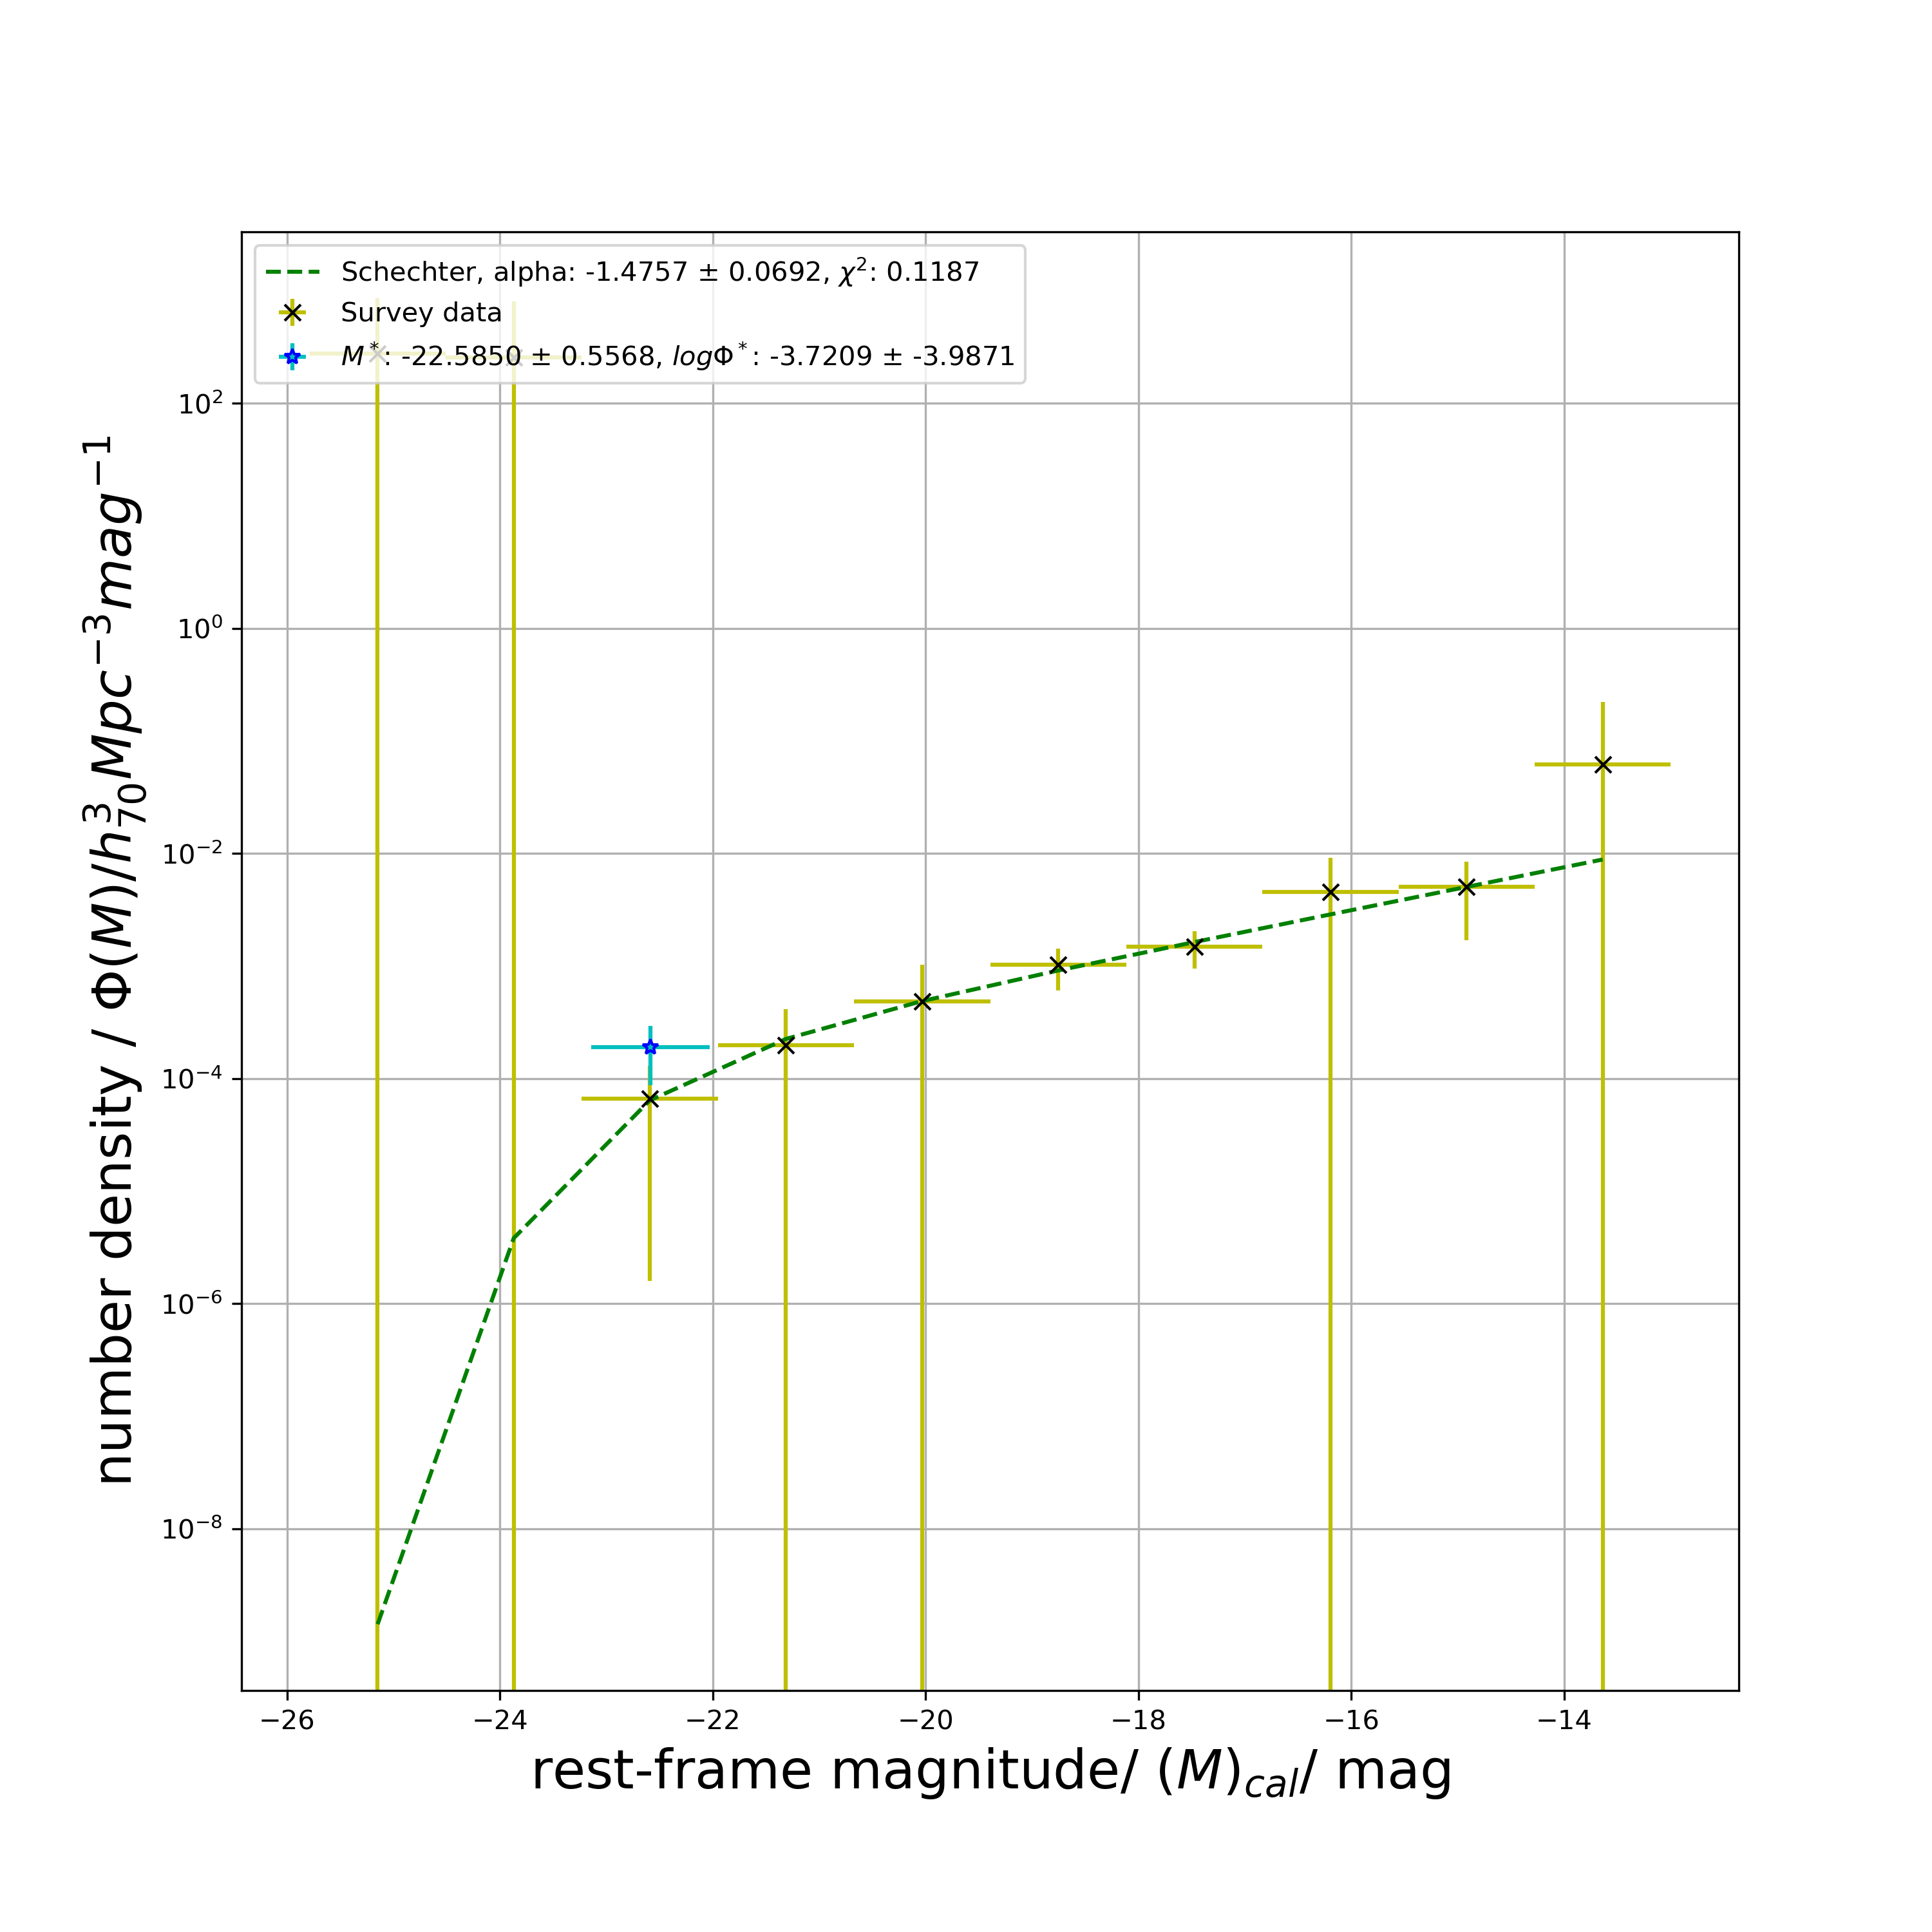 Schechter, alpha: -1.4757 ± 0.0692, χ²: 0.1187
Survey data
M*: -22.5850 ± 0.5568, logΦ*: -3.7209 ± -3.9871
10²
10⁰
10⁻²
10⁻⁴
10⁻⁶
10⁻⁸
number density / Φ(M)/h³₇₀Mpc⁻³mag⁻¹
−26 −24 −22 −20 −18 −16 −14
rest-frame magnitude/ (M)cal/ mag